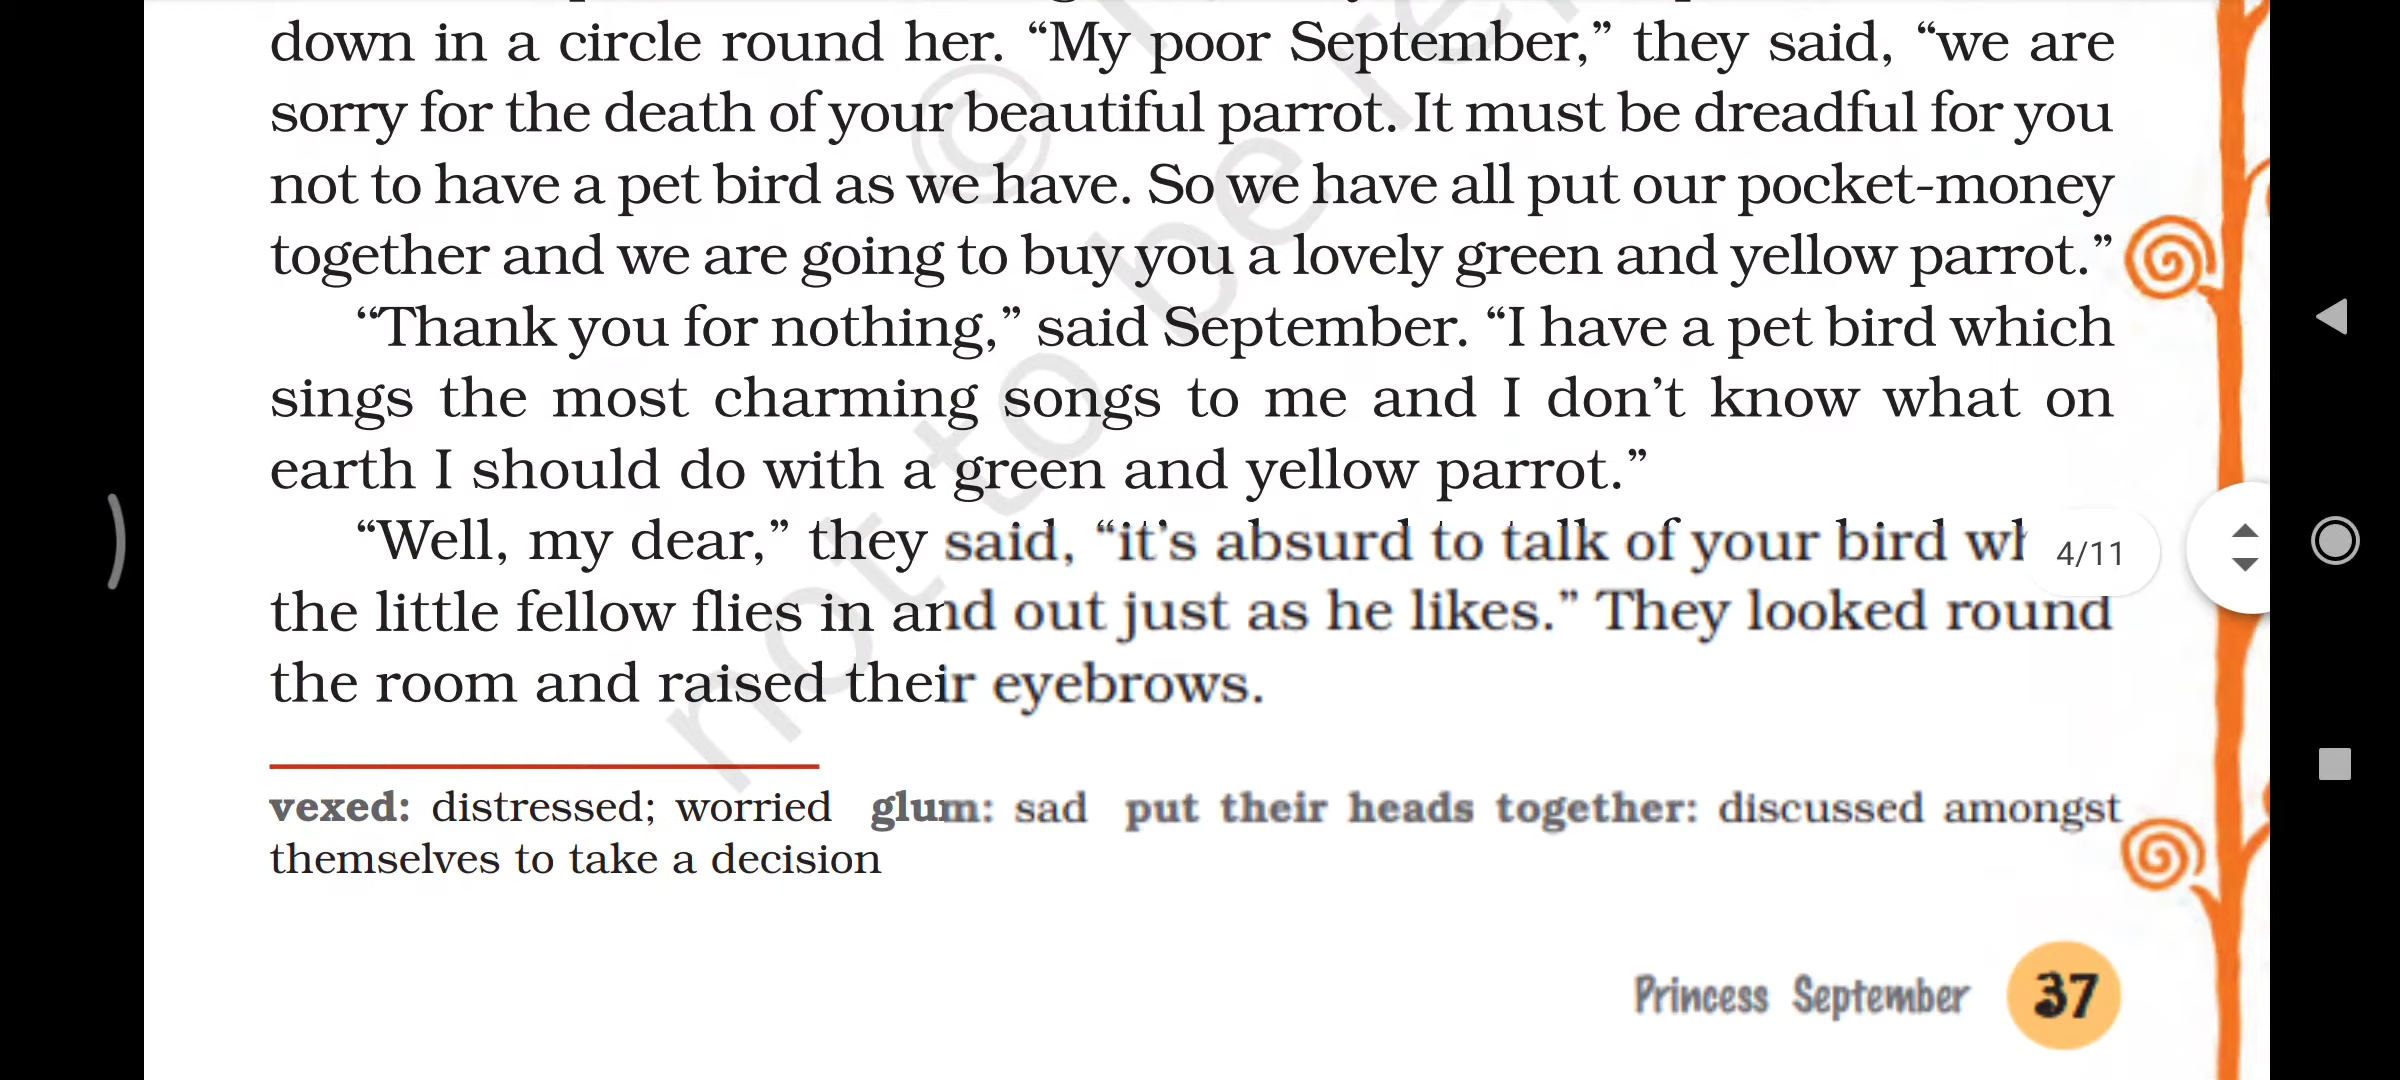 down in a circle round her. “My poor September,” they said, “we are
sorry for the death of your beautiful parrot. It must be dreadful for you
not to have a pet bird as we have. So we have all put our pocket-money
together and we are going to buy you a lovely green and yellow parrot.”
“Thank you for nothing,” said September. “I have a pet bird which
sings the most charming songs to me and I don’t know what on
earth I should do with a green and yellow parrot.”
“Well, my dear,” they said, “it’s absurd to talk of your bird
4/11
the little fellow flies in and out just as he likes.” They looked round
the room and raised their eyebrows.
vexed: distressed; worried glum: sad put their heads together: discussed amongst
themselves to take a decision
Princess September 37
© not to be